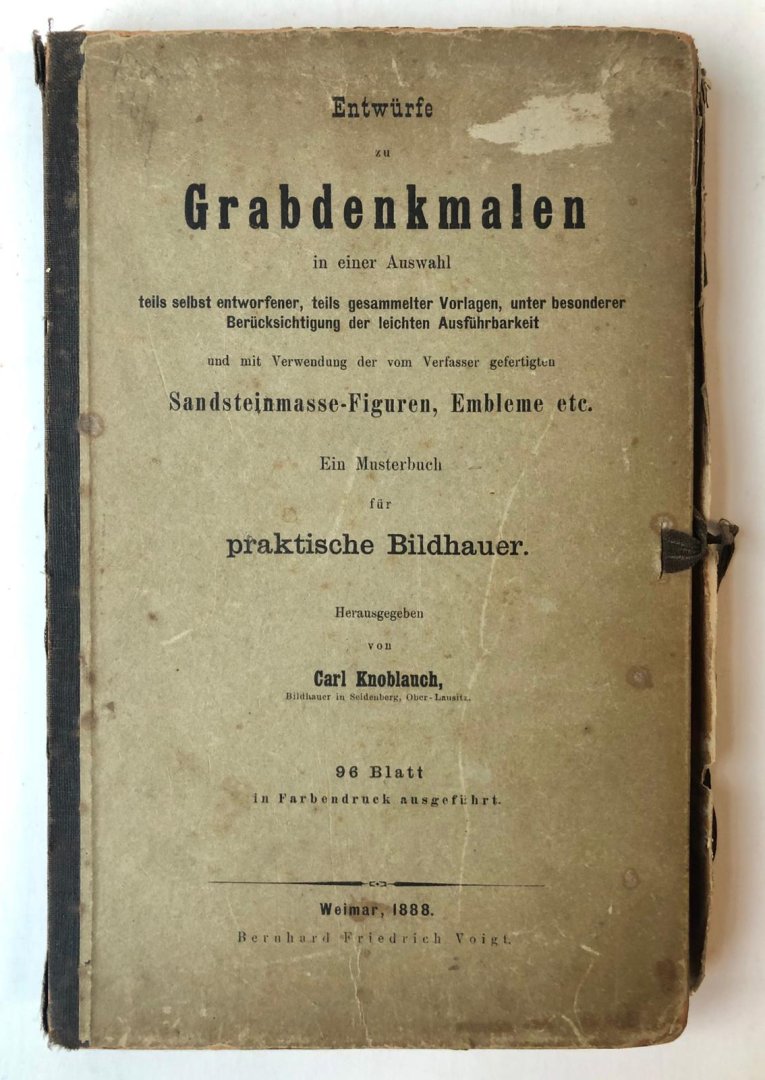 Entwürfe
zu
Grabdenkmalen
in einer Auswahl
teils selbst entworfener, teils gesammelter Vorlagen, unter besonderer
Berücksichtigung der leichten Ausführbarkeit
und mit Verwendung der vom Verfasser gefertigten
Sandsteinmasse-Figuren, Embleme etc.
Ein Musterbuch
für
praktische Bildhauer.
Herausgegeben
von
Carl Knoblauch,
Bildhauer in Seidenberg, Ober-Lausitz.
96 Blatt
in Farbendruck ausgeführt.
Weimar, 1888.
Bernhard Friedrich Voigt.